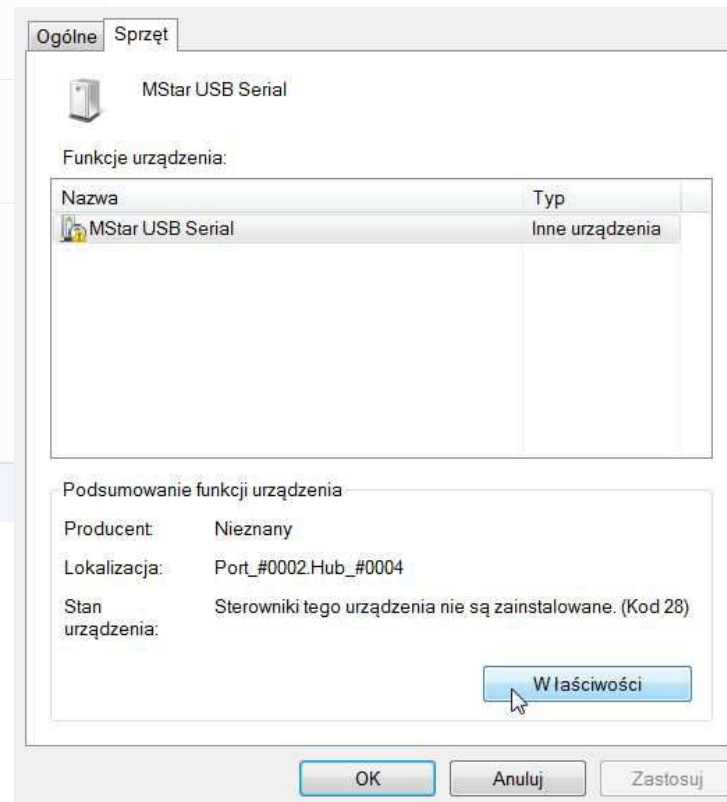 Ogólne Sprzęt
MStar USB Serial
Funkcje urządzenia:
Nazwa Typ
MStar USB Serial Inne urządzenia
Podsumowanie funkcji urządzenia
Producent: Nieznany
Lokalizacja: Port_#0002.Hub_#0004
Stan urządzenia: Sterowniki tego urządzenia nie są zainstalowane. (Kod 28)
Właściwości
OK Anuluj Zastosuj